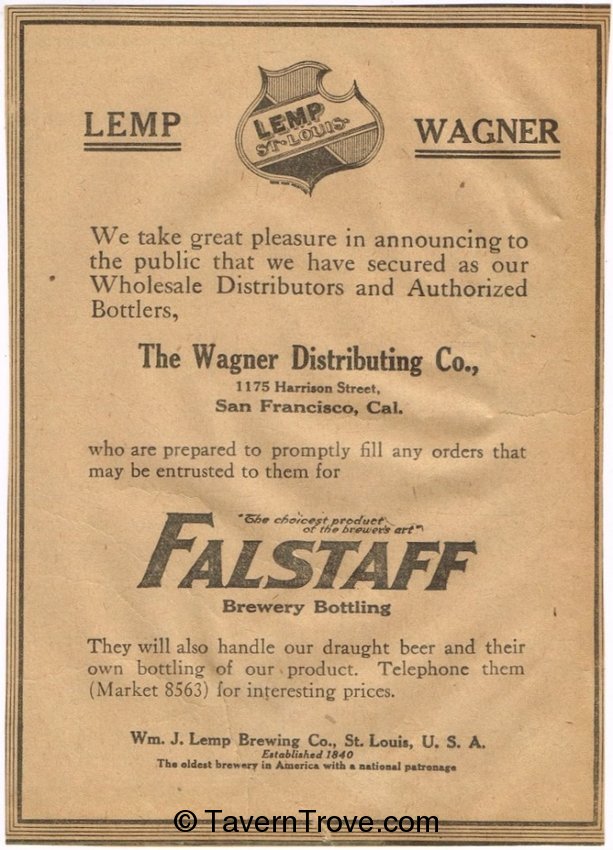 LEMP
LEMP
ST. LOUIS
WAGNER
We take great pleasure in announcing to
the public that we have secured as our
Wholesale Distributors and Authorized
Bottlers,
The Wagner Distributing Co.,
1175 Harrison Street,
San Francisco, Cal.
who are prepared to promptly fill any orders that
may be entrusted to them for
"The choicest product
of the brewer's art"
FALSTAFF
Brewery Bottling
They will also handle our draught beer and their
own bottling of our product. Telephone them
(Market 8563) for interesting prices.
Wm. J. Lemp Brewing Co., St. Louis, U. S. A.
Established 1840
The oldest brewery in America with a national patronage
© TavernTrove.com